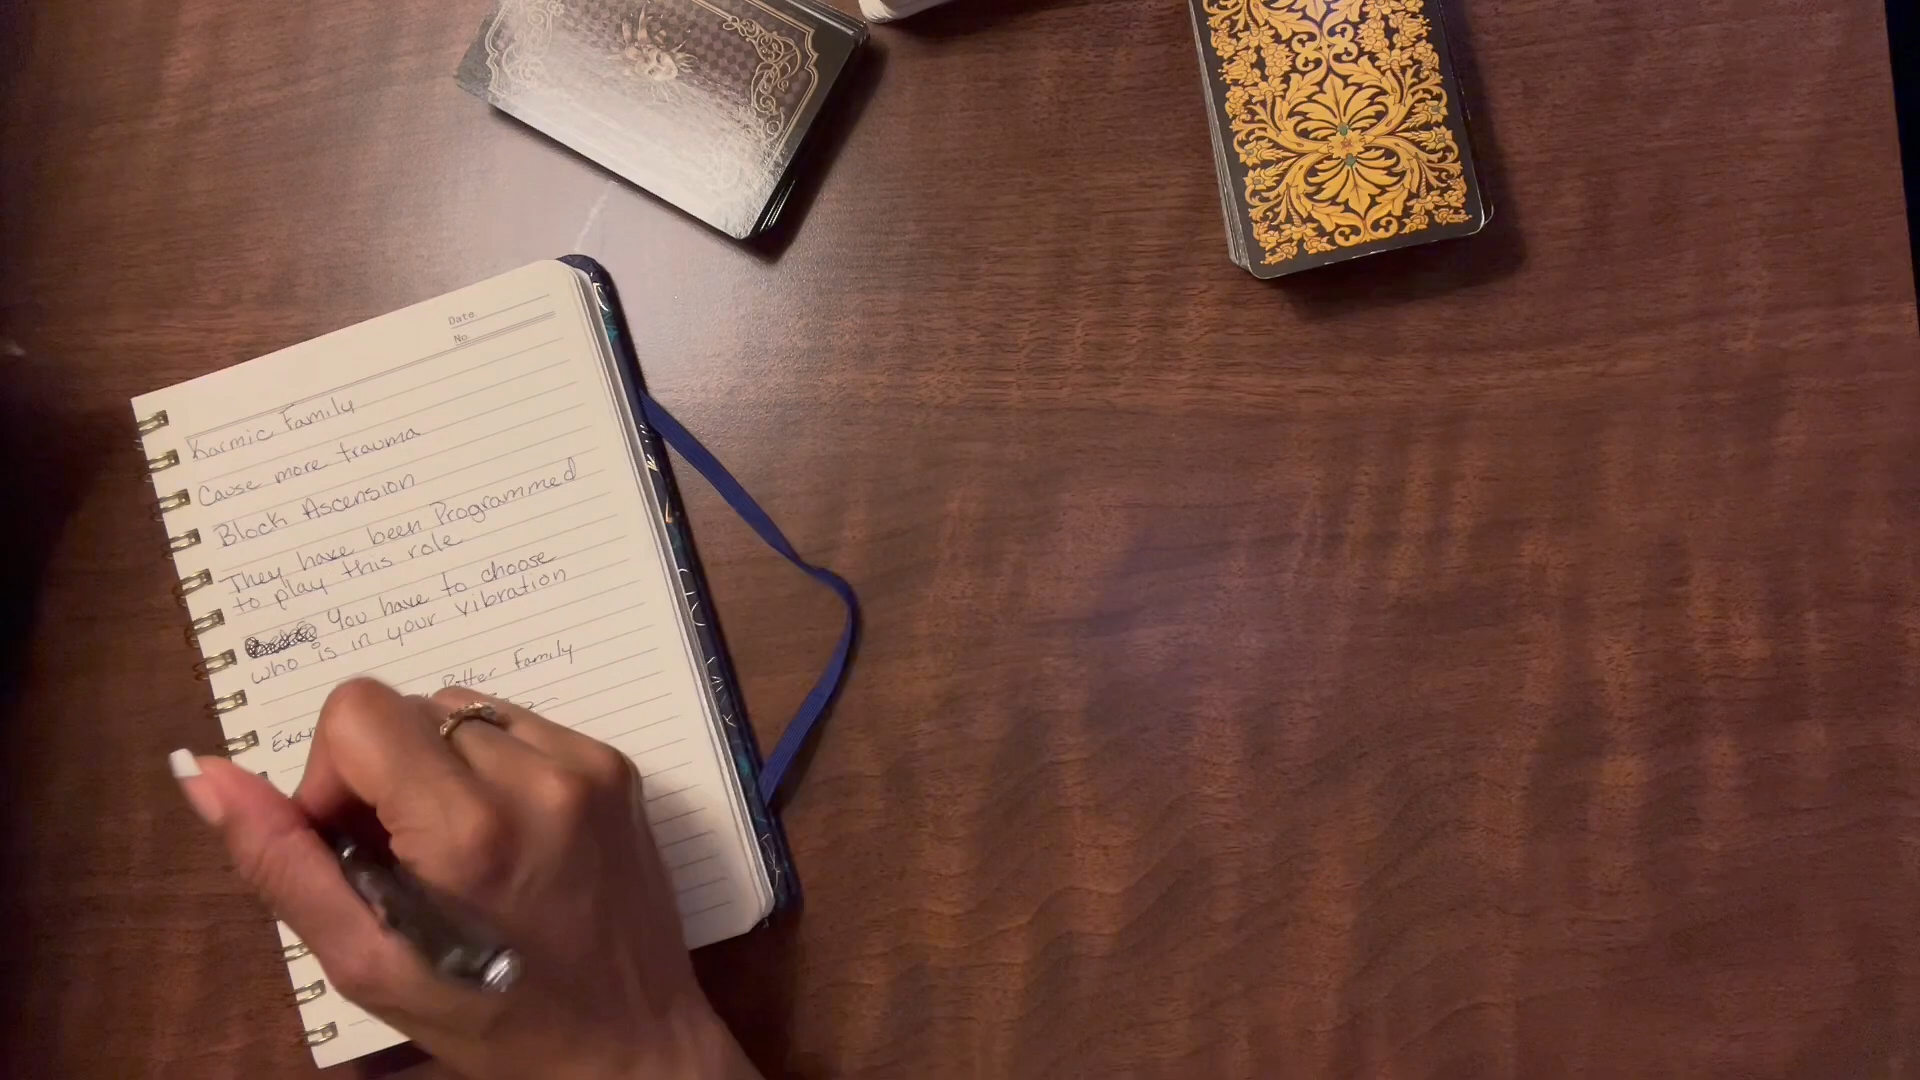 Date
No
Karmic Family
Cause more trauma
Block Ascension
They have been Programmed
to play this role
You have to choose
who is in your vibration
Potter Family